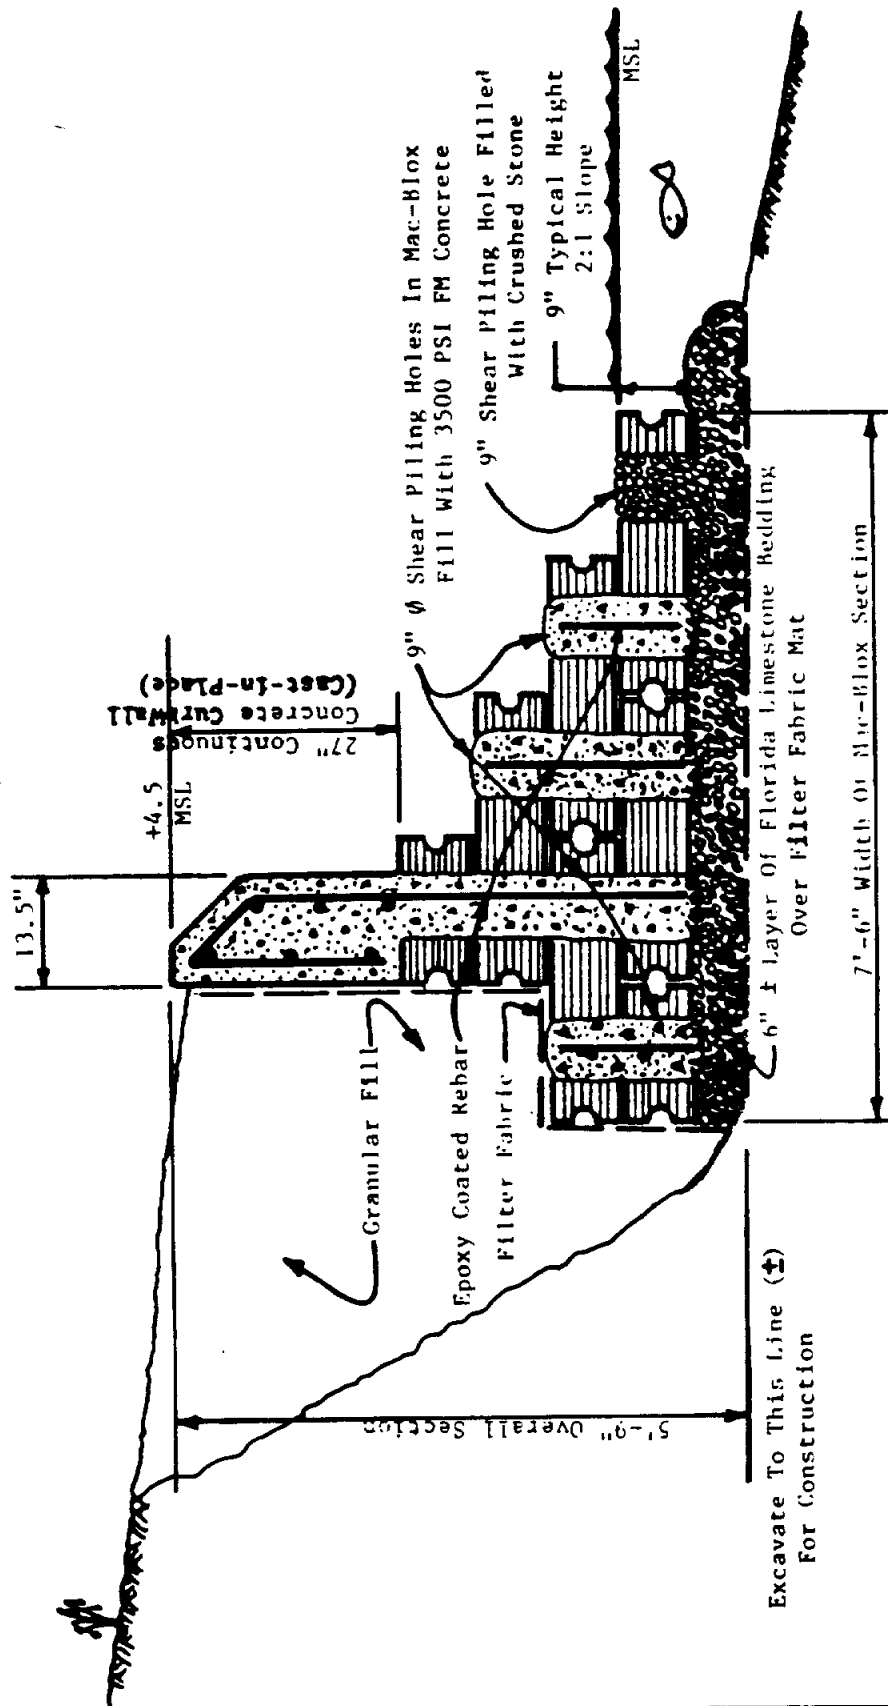 13.5"
+4.5
MSL
27" Continuous
Concrete Curb Wall
(Cast-in-Place)
9" Ø Shear Piling Holes In Mac-Blox
Fill With 3500 PSI FM Concrete
9" Shear Piling Hole Filled
With Crushed Stone
9" Typical Height
2:1 Slope
MSL
Granular Fill
Epoxy Coated Rebar
Filter Fabric
6" ± Layer Of Florida Limestone Bedding
Over Filter Fabric Mat
7'-6" Width Of Mac-Blox Section
5'-9" Overall Section
Excavate To This Line (±)
For Construction